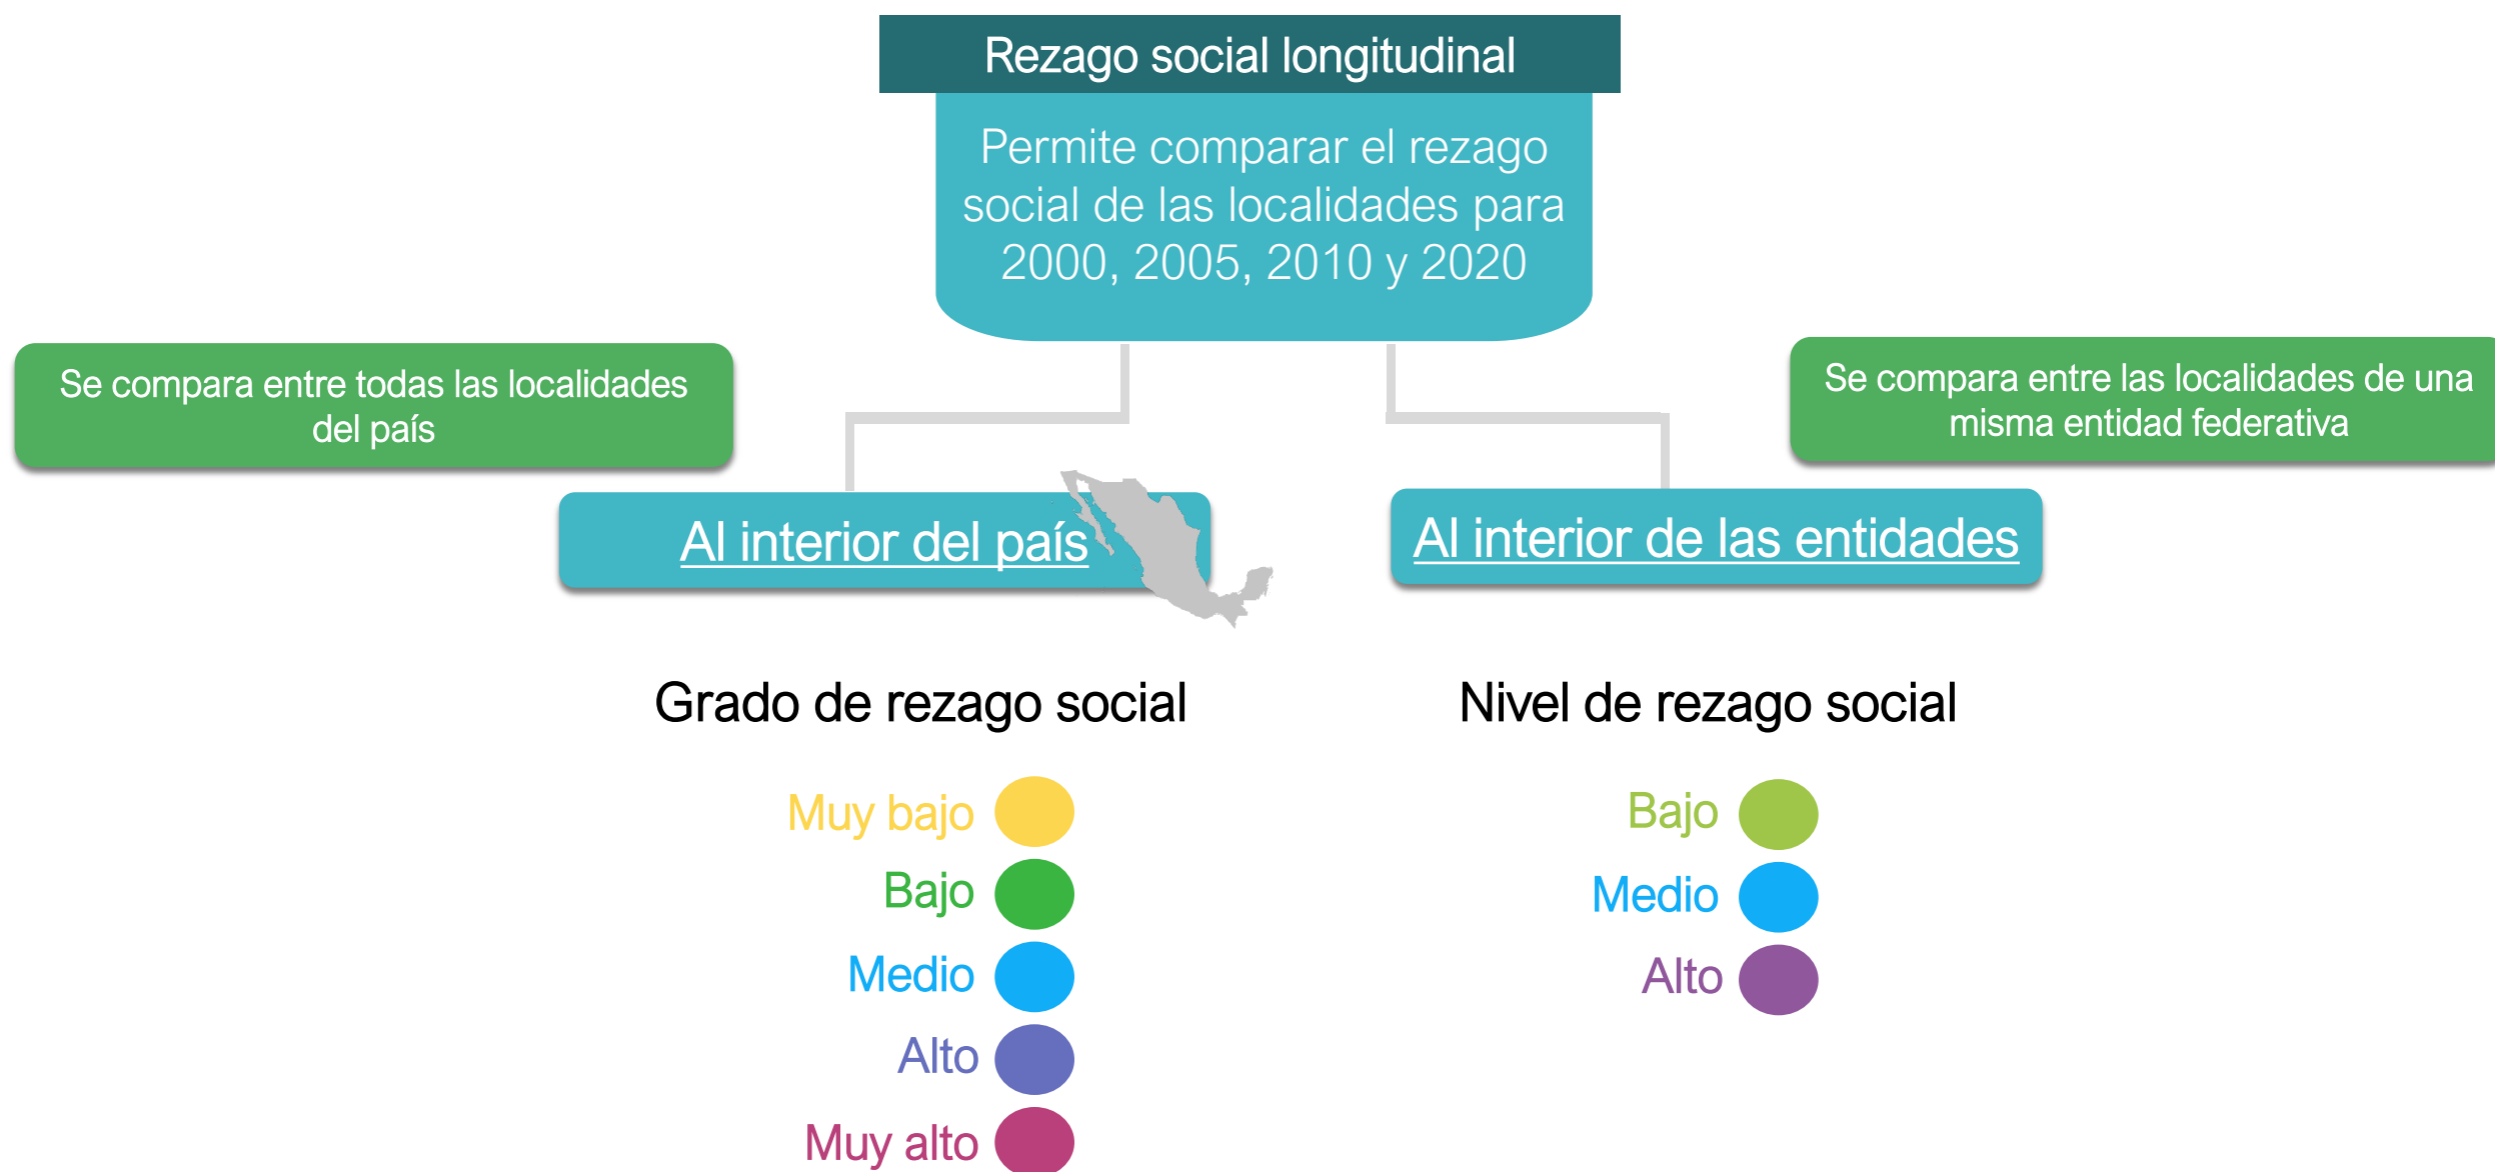 Rezago social longitudinal
Permite comparar el rezago
social de las localidades para
2000, 2005, 2010 y 2020
Se compara entre todas las localidades
del país
Se compara entre las localidades de una
misma entidad federativa
Al interior del país
Al interior de las entidades
Grado de rezago social
Muy bajo
Bajo
Medio
Alto
Muy alto
Nivel de rezago social
Bajo
Medio
Alto